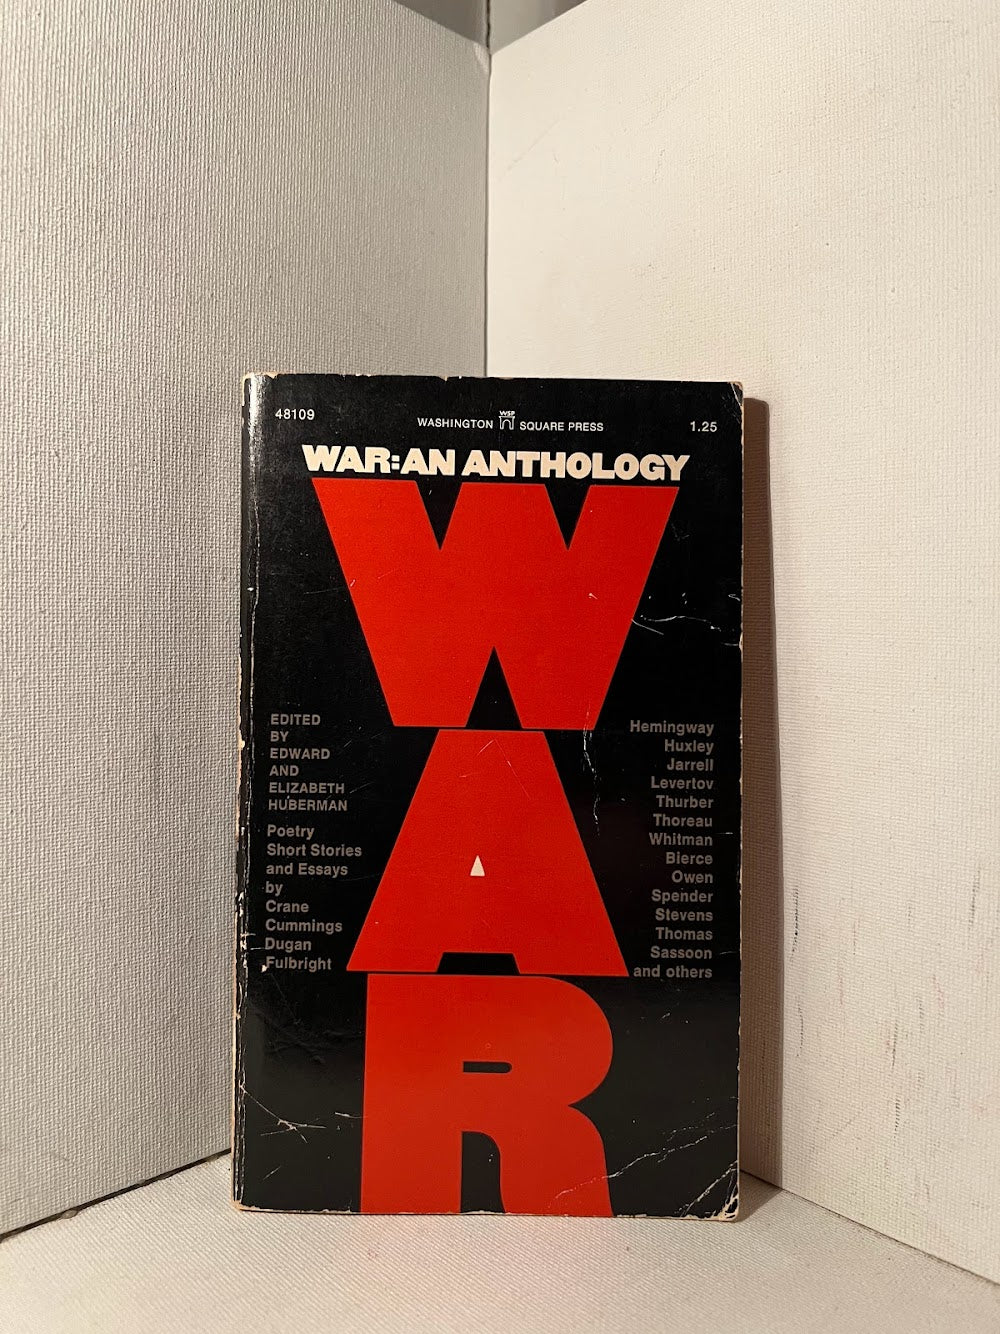 48109
WASHINGTON WSP SQUARE PRESS
1.25
WAR:AN ANTHOLOGY
WAR
EDITED
BY
EDWARD
AND
ELIZABETH
HUBERMAN
Poetry
Short Stories
and Essays
by
Crane
Cummings
Dugan
Fulbright
Hemingway
Huxley
Jarrell
Levertov
Thurber
Thoreau
Whitman
Bierce
Owen
Spender
Stevens
Thomas
Sassoon
and others